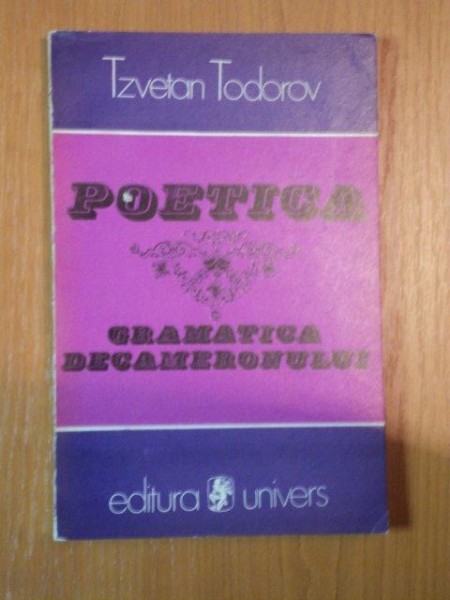 Tzvetan Todorov
POETICA
GRAMATICA
DECAMERONULUI
editura univers